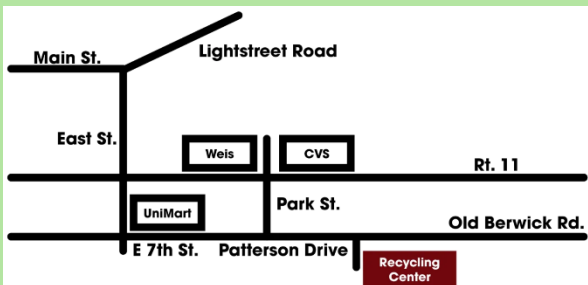 Lightstreet Road
Main St.
East St.
Weis
CVS
Rt. 11
UniMart
Park St.
Old Berwick Rd.
E 7th St.
Patterson Drive
Recycling
Center